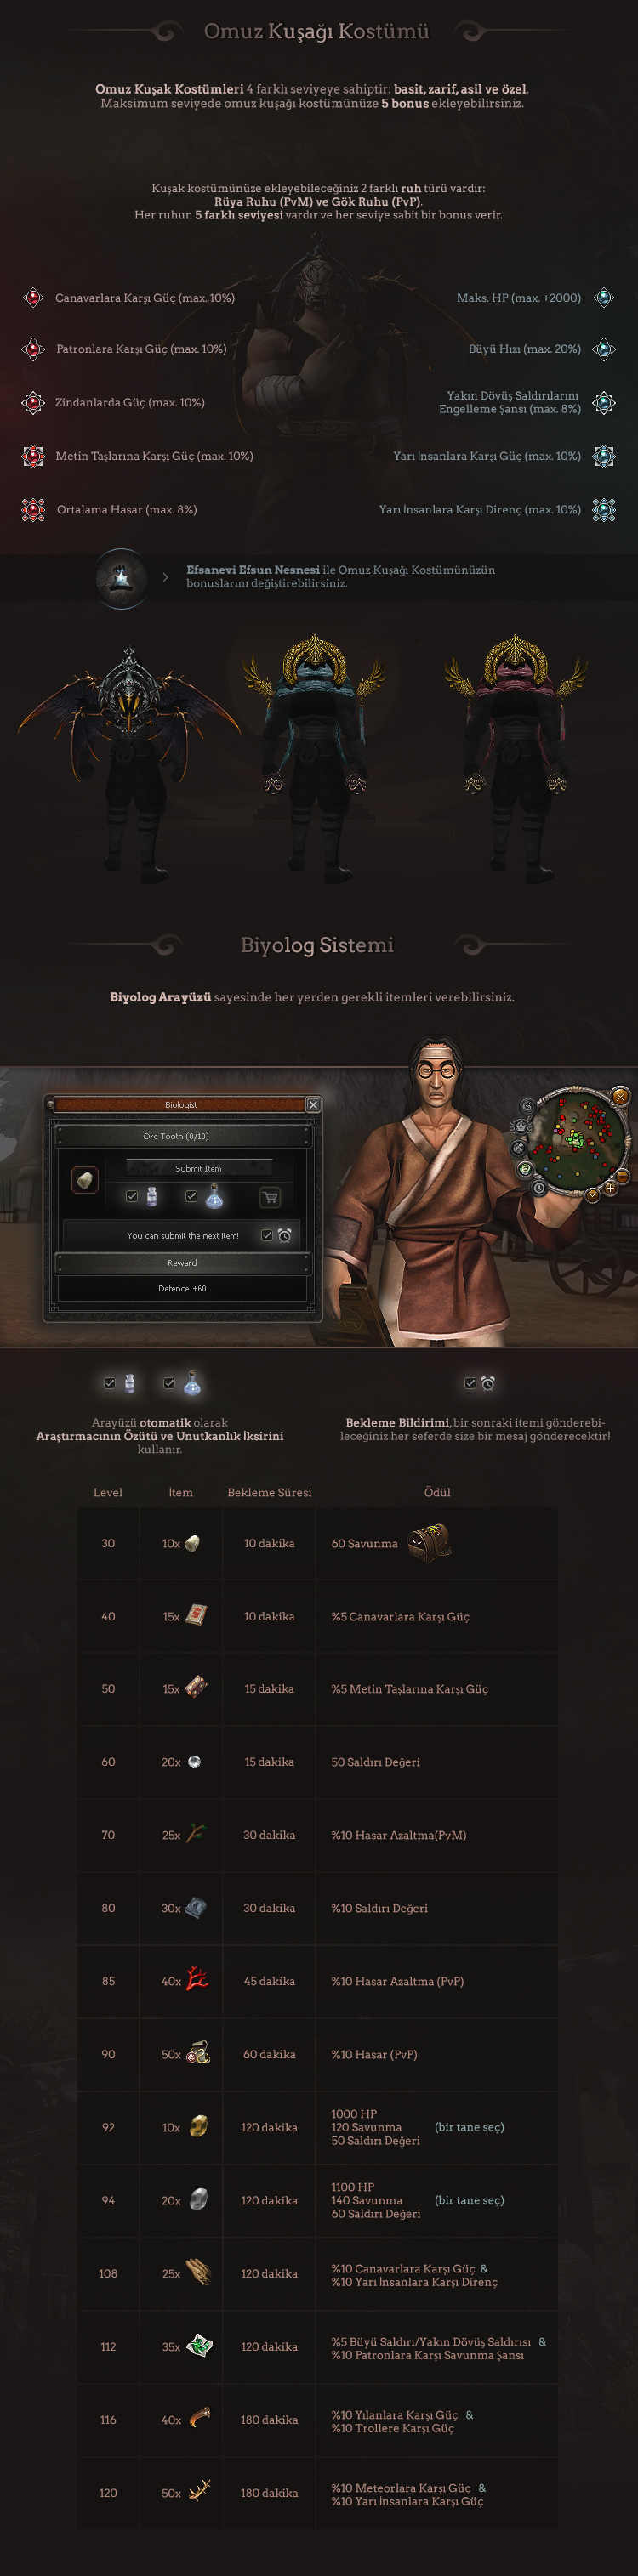 Omuz Kuşağı Kostümü
Omuz Kuşak Kostümleri 4 farklı seviyeye sahiptir: basit, zarif, asil ve özel.
Maksimum seviyede omuz kuşağı kostümünüze 5 bonus ekleyebilirsiniz.
Kuşak kostümünüze ekleyebileceğiniz 2 farklı ruh türü vardır:
Rüya Ruhu (PvM) ve Gök Ruhu (PvP).
Her ruhun 5 farklı seviyesi vardır ve her seviye sabit bir bonus verir.
Canavarlara Karşı Güç (max. 10%)
Maks. HP (max. +2000)
Patronlara Karşı Güç (max. 10%)
Büyü Hızı (max. 20%)
Zindanlarda Güç (max. 10%)
Yakın Dövüş Saldırılarını
Engelleme Şansı (max. 8%)
Metin Taşlarına Karşı Güç (max. 10%)
Yarı İnsanlara Karşı Güç (max. 10%)
Ortalama Hasar (max. 8%)
Yarı İnsanlara Karşı Direnç (max. 10%)
Efsanevi Efsun Nesnesi ile Omuz Kuşağı Kostümünüzün
bonuslarını değiştirebilirsiniz.
Biyolog Sistemi
Biyolog Arayüzü sayesinde her yerden gerekli itemleri verebilirsiniz.
Biologist
Orc Tooth (0/10)
Submit Item
You can submit the next item!
Reward
Defence +60
M
Arayüzü otomatik olarak
Araştırmacının Özütü ve Unutkanlık İksirini
kullanır.
Bekleme Bildirimi, bir sonraki itemi gönderebi-
leceğiniz her seferde size bir mesaj gönderecektir!
Level İtem Bekleme Süresi Ödül
30 10x 10 dakika 60 Savunma
40 15x 10 dakika %5 Canavarlara Karşı Güç
50 15x 15 dakika %5 Metin Taşlarına Karşı Güç
60 20x 15 dakika 50 Saldırı Değeri
70 25x 30 dakika %10 Hasar Azaltma(PvM)
80 30x 30 dakika %10 Saldırı Değeri
85 40x 45 dakika %10 Hasar Azaltma (PvP)
90 50x 60 dakika %10 Hasar (PvP)
1000 HP
92 10x 120 dakika 120 Savunma (bir tane seç)
50 Saldırı Değeri
1100 HP
94 20x 120 dakika 140 Savunma (bir tane seç)
60 Saldırı Değeri
108 25x 120 dakika %10 Canavarlara Karşı Güç &
%10 Yarı İnsanlara Karşı Direnç
112 35x 120 dakika %5 Büyü Saldırı/Yakın Dövüş Saldırısı &
%10 Patronlara Karşı Savunma Şansı
116 40x 180 dakika %10 Yılanlara Karşı Güç &
%10 Trollere Karşı Güç
120 50x 180 dakika %10 Meteorlara Karşı Güç &
%10 Yarı İnsanlara Karşı Güç